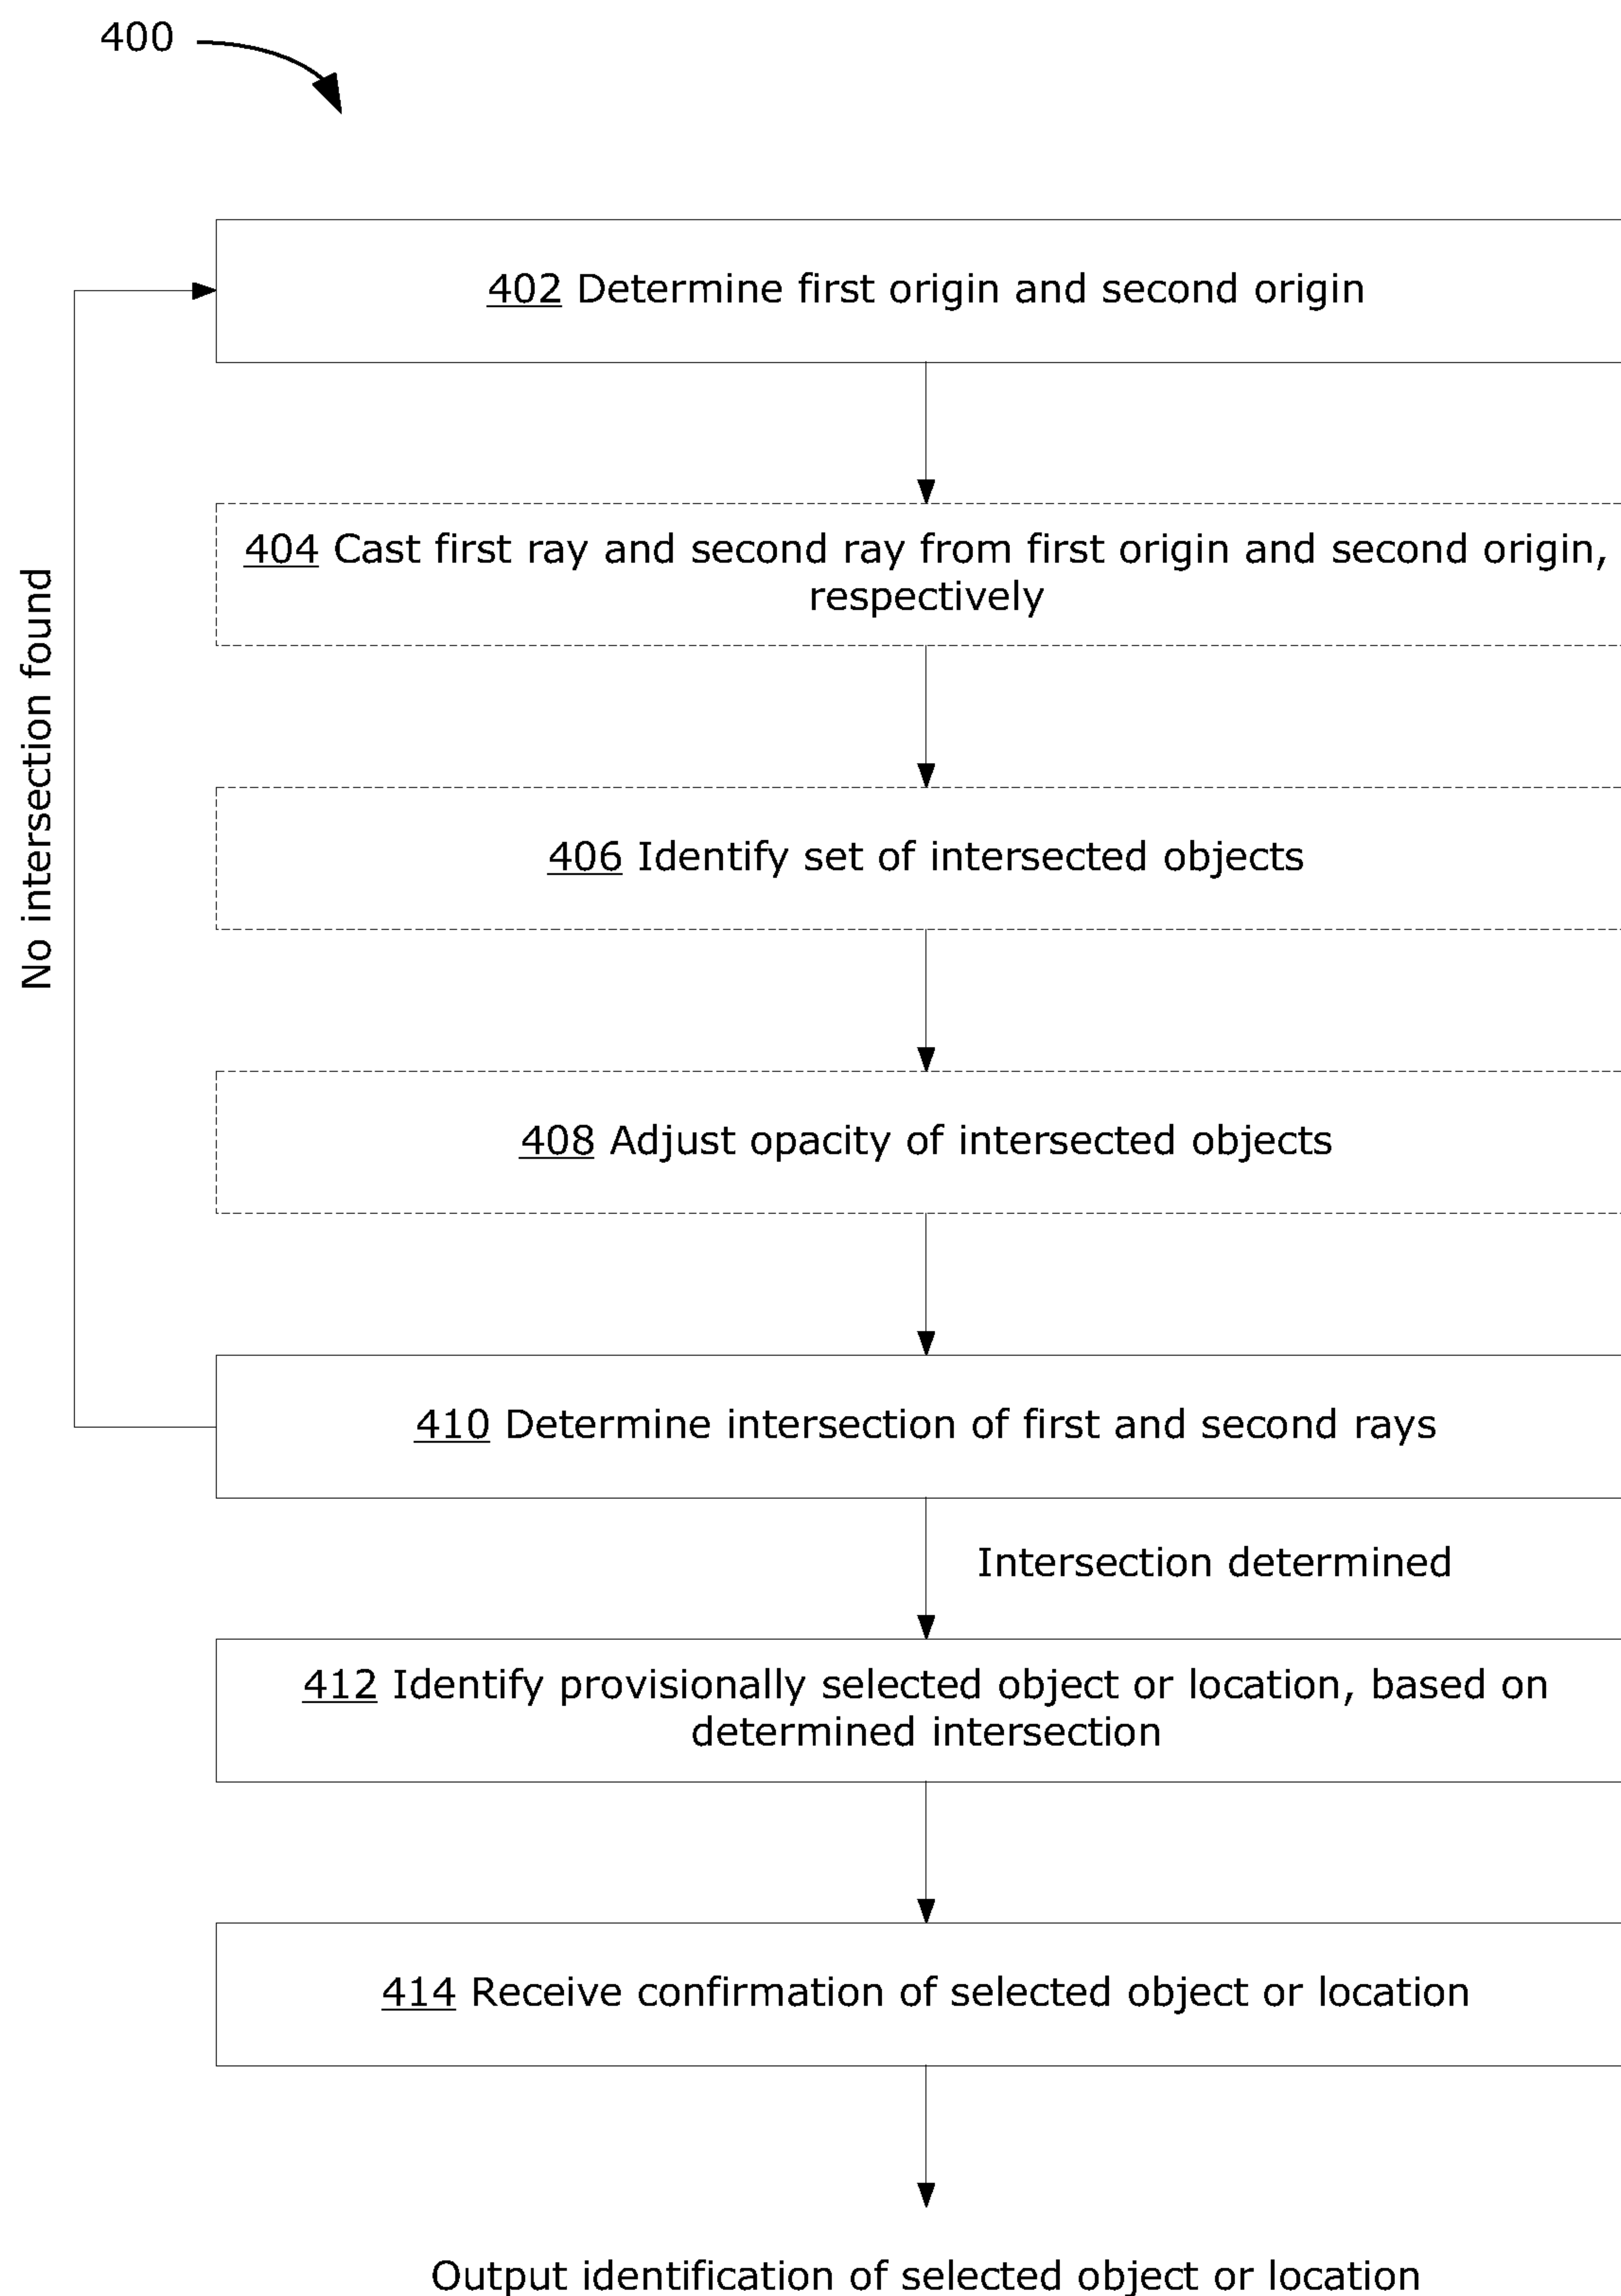 400
402 Determine first origin and second origin
404 Cast first ray and second ray from first origin and second origin,
respectively
No intersection found
406 Identify set of intersected objects
408 Adjust opacity of intersected objects
410 Determine intersection of first and second rays
Intersection determined
412 Identify provisionally selected object or location, based on
determined intersection
414 Receive confirmation of selected object or location
Output identification of selected object or location